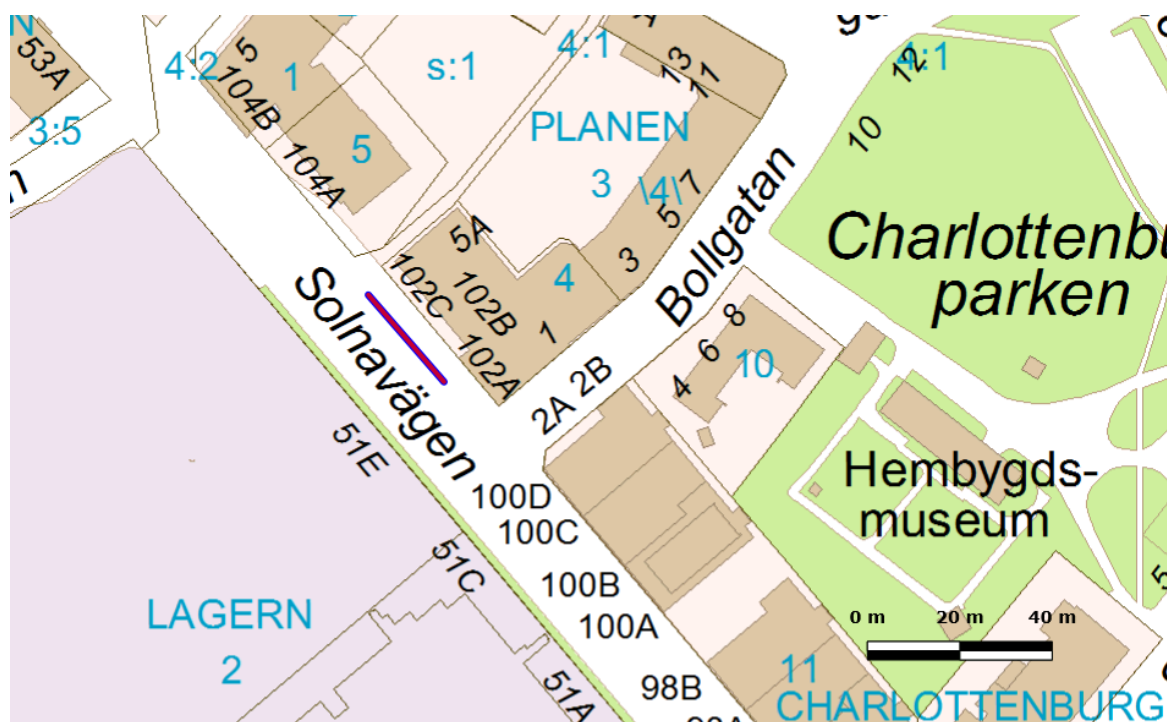 53A
4:2
3:5
5
1
104B
104A
5
s:1
4:1
13
11
PLANEN
3
\4\
7
5
3
Bollgatan
4:1
12
10
Charlottenbu
parken
5A
102C
102B
102A
4
1
Solnavägen
8
6
4
10
2B
2A
51E
51C
51A
100D
100C
100B
100A
98B
Hembygds-
museum
LAGERN
2
0 m 20 m 40 m
11
CHARLOTTENBURG
5